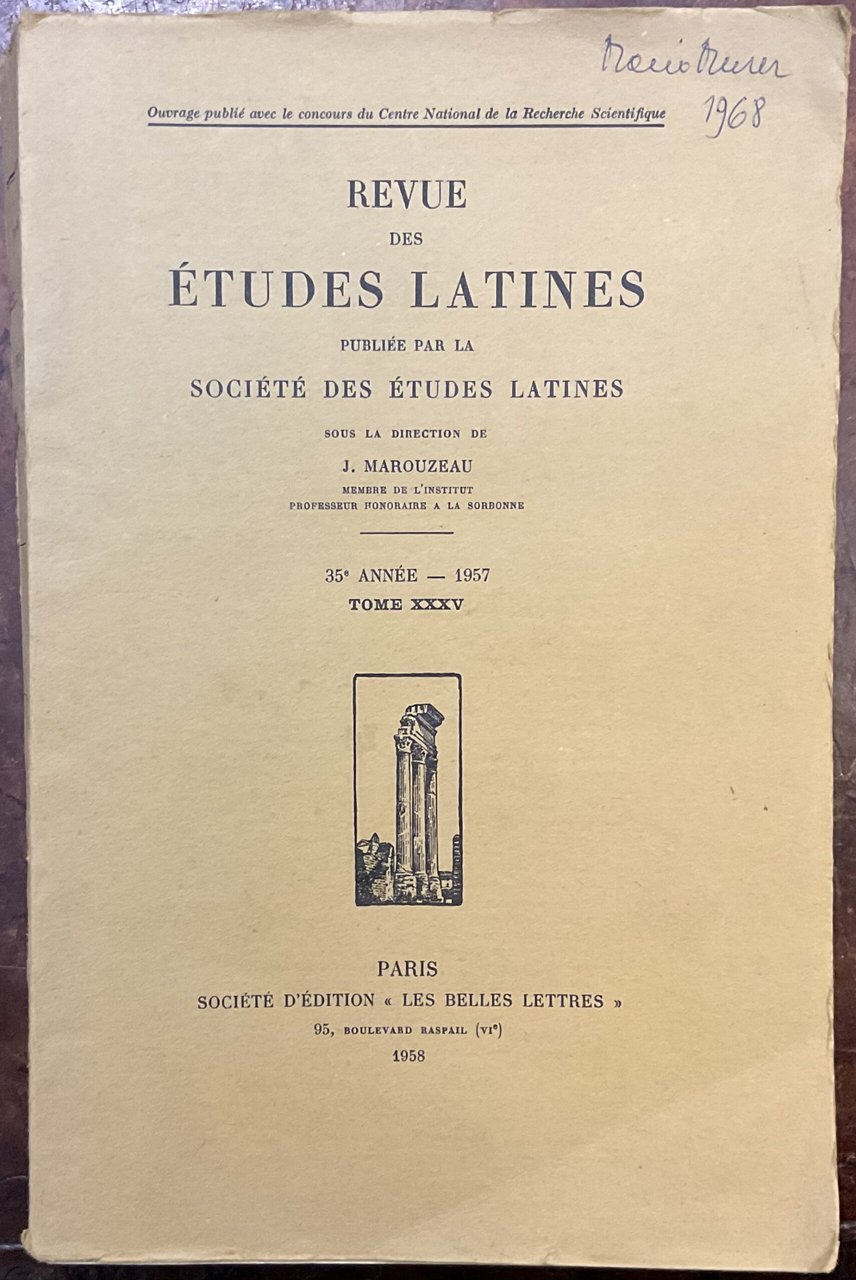 1968
Ouvrage publié avec le concours du Centre National de la Recherche Scientifique
REVUE
DES
ÉTUDES LATINES
PUBLIÉE PAR LA
SOCIÉTÉ DES ÉTUDES LATINES
SOUS LA DIRECTION DE
J. MAROUZEAU
MEMBRE DE L'INSTITUT
PROFESSEUR HONORAIRE A LA SORBONNE
35e ANNÉE — 1957
TOME XXXV
PARIS
SOCIÉTÉ D'ÉDITION « LES BELLES LETTRES »
95, BOULEVARD RASPAIL (VIe)
1958